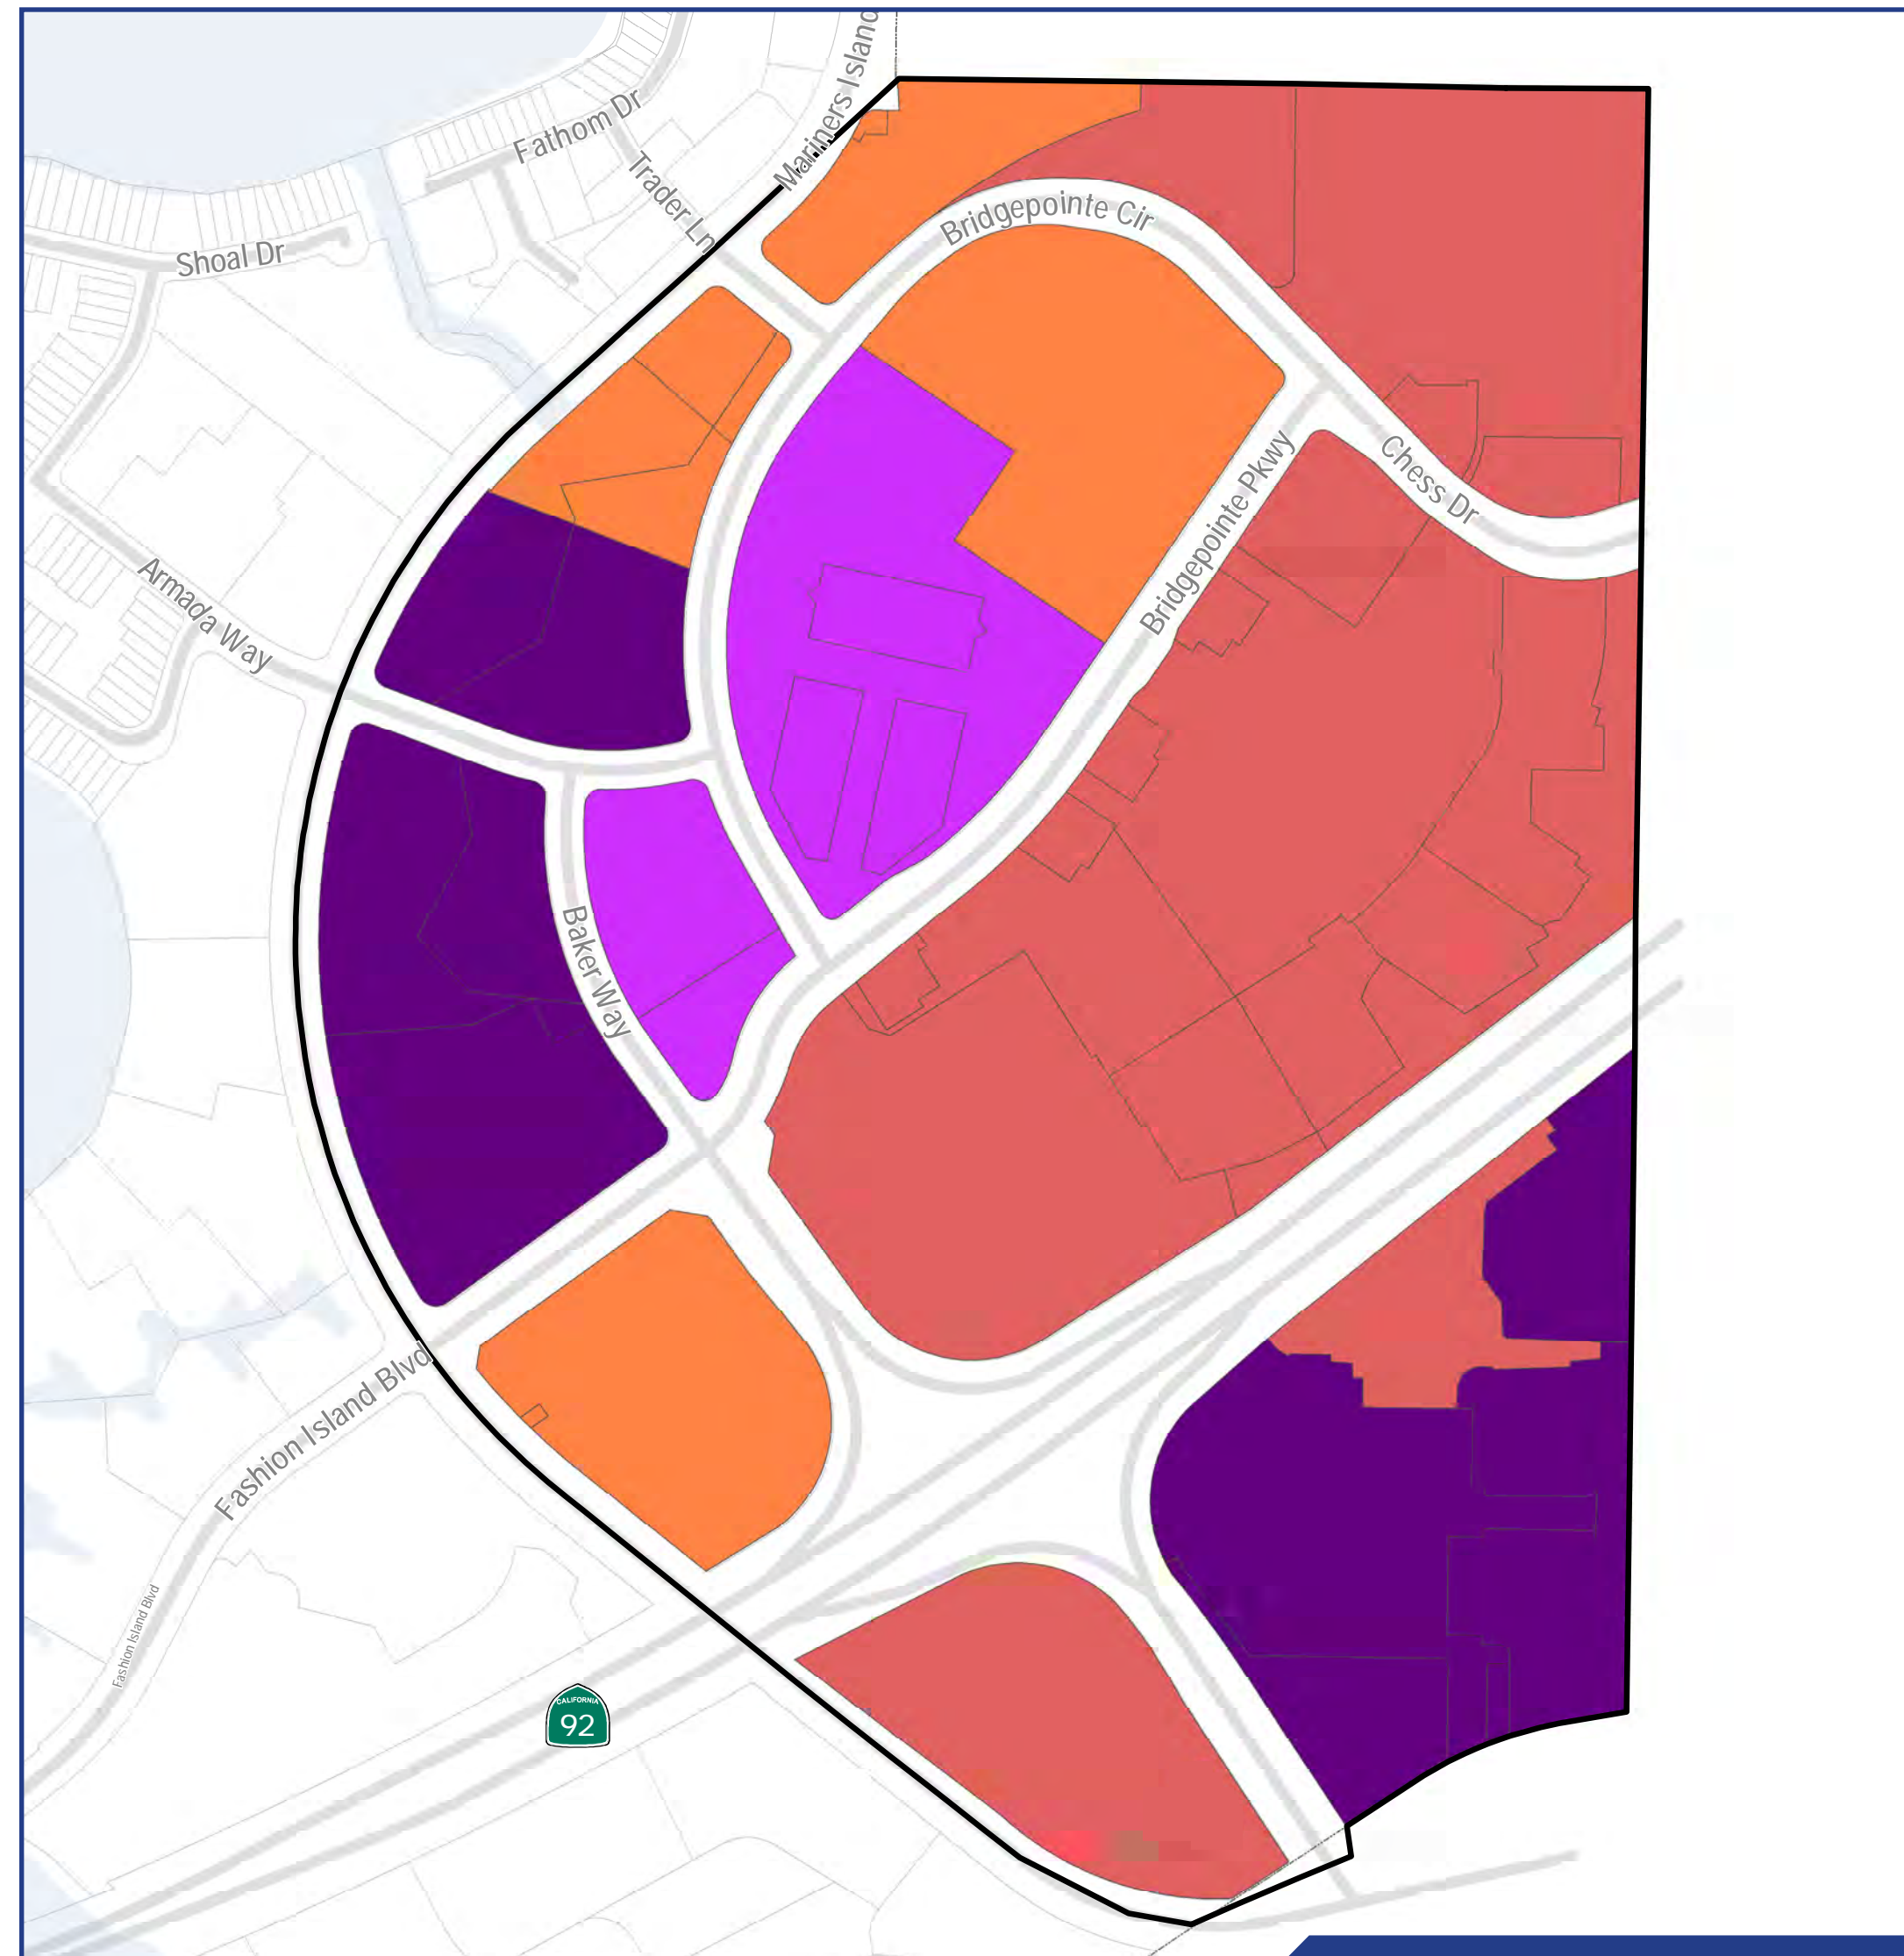 Mariners Island
Fathom Dr
Trader Ln
Shoal Dr
Bridgepointe Cir
Chess Dr
Bridgepointe Pkwy
Armada Way
Baker Way
Fashion Island Blvd
Fashion Island Blvd
CALIFORNIA
92